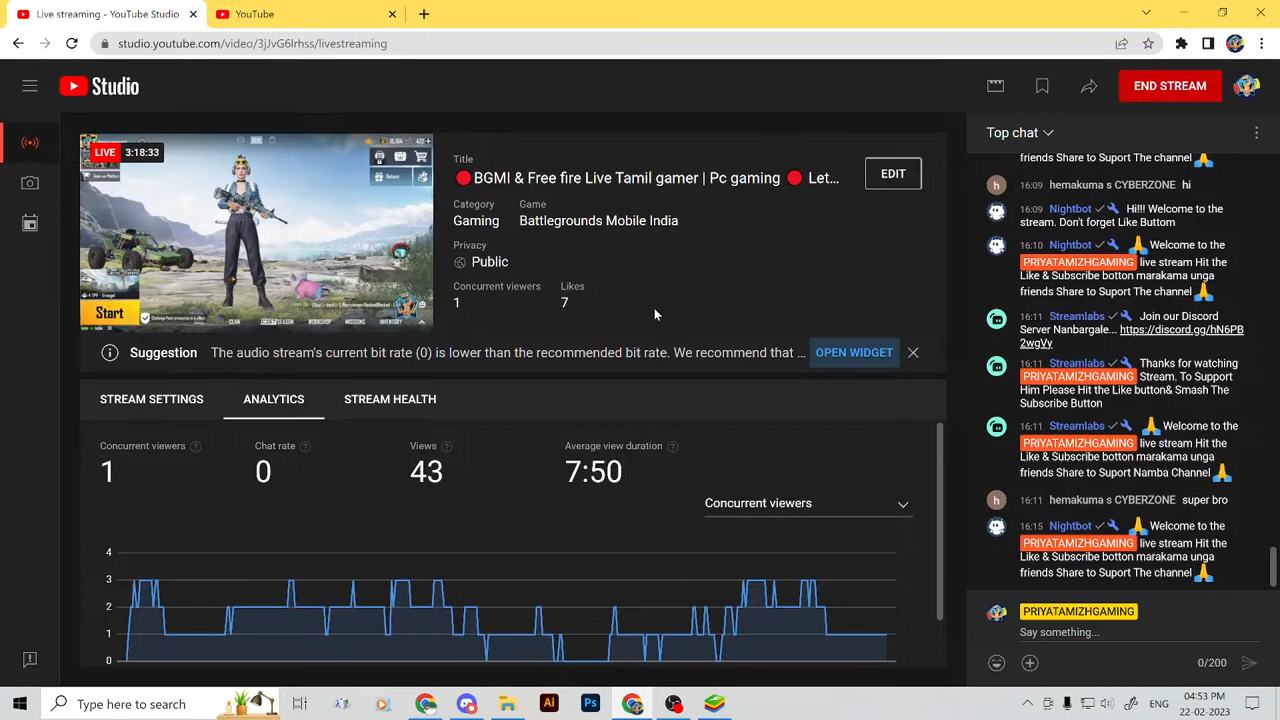 Live streaming - YouTube Studio
YouTube
studio.youtube.com/video/3jJvG6Irhss/livestreaming
Studio
END STREAM
LIVE 3:18:33
Start
Return
CLAN
SEASON
WORKSHOP
MISSIONS
INVENTORY
Title
🔴BGMI & Free fire Live Tamil gamer | Pc gaming 🔴 Let...
EDIT
Category
Gaming
Game
Battlegrounds Mobile India
Privacy
Public
Concurrent viewers
1
Likes
7
Suggestion The audio stream's current bit rate (0) is lower than the recommended bit rate. We recommend that ...
OPEN WIDGET
STREAM SETTINGS
ANALYTICS
STREAM HEALTH
Concurrent viewers
1
Chat rate
0
Views
43
Average view duration
7:50
Concurrent viewers
4
3
2
1
0
Top chat
friends Share to Suport The channel 🙏
h 16:09 hemakuma s CYBERZONE hi
16:09 Nightbot Hi!!! Welcome to the
stream. Don't forget Like Buttom
16:10 Nightbot 🙏 Welcome to the
PRIYATAMIZHGAMING live stream Hit the
Like & Subscribe botton marakama unga
friends Share to Suport The channel 🙏
16:11 Streamlabs Join our Discord
Server Nanbargale... https://discord.gg/hN6PB
2wgVy
16:11 Streamlabs Thanks for watching
PRIYATAMIZHGAMING Stream. To Support
Him Please Hit the Like button& Smash The
Subscribe Button
16:11 Streamlabs 🙏 Welcome to the
PRIYATAMIZHGAMING live stream Hit the
Like & Subscribe botton marakama unga
friends Share to Suport Namba Channel 🙏
h 16:11 hemakuma s CYBERZONE super bro
16:15 Nightbot 🙏 Welcome to the
PRIYATAMIZHGAMING live stream Hit the
Like & Subscribe botton marakama unga
friends Share to Suport The channel 🙏
PRIYATAMIZHGAMING
Say something...
0/200
Type here to search
Ai
Ps
ENG
04:53 PM
22-02-2023